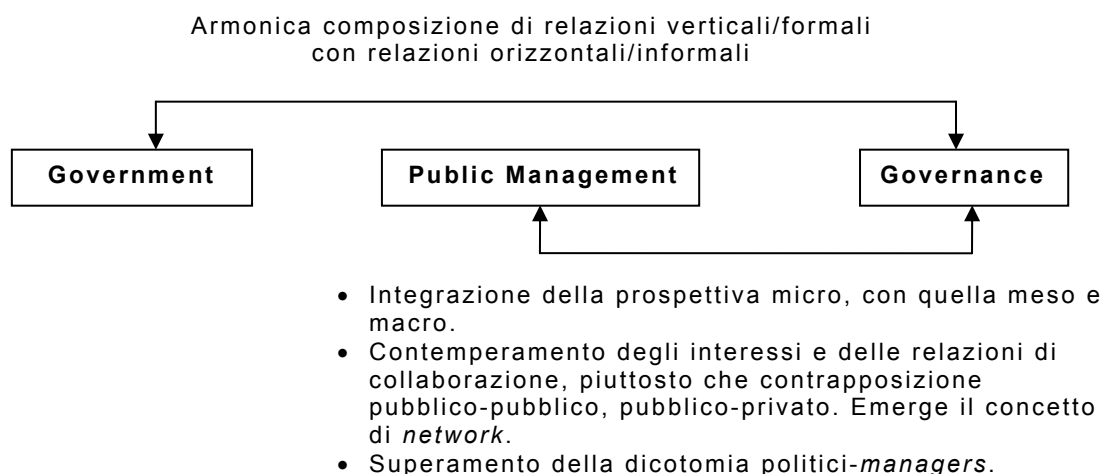 Armonica composizione di relazioni verticali/formali
con relazioni orizzontali/informali
Government
Public Management
Governance
• Integrazione della prospettiva micro, con quella meso e
macro.
• Contemperamento degli interessi e delle relazioni di
collaborazione, piuttosto che contrapposizione
pubblico-pubblico, pubblico-privato. Emerge il concetto
di network.
• Superamento della dicotomia politici-managers.